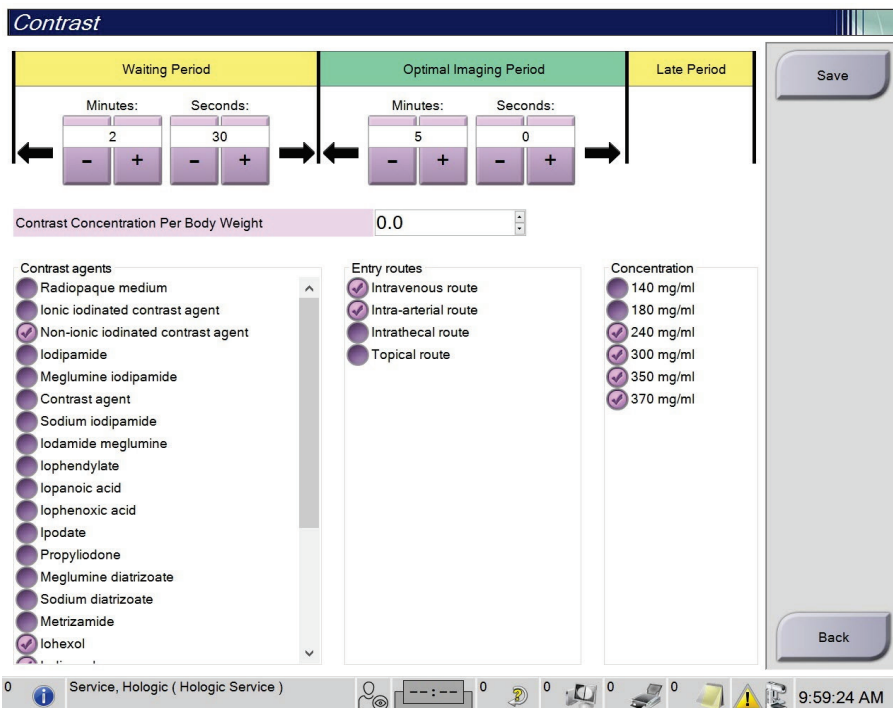 Contrast
Waiting Period
Optimal Imaging Period
Late Period
Save
Minutes: Seconds:
Minutes: Seconds:
2 30
5 0
- + - +
- + - +
Contrast Concentration Per Body Weight 0.0
Contrast agents
Radiopaque medium
Ionic iodinated contrast agent
Non-ionic iodinated contrast agent
Iodipamide
Meglumine iodipamide
Contrast agent
Sodium iodipamide
Iodamide meglumine
Iophendylate
Iopanoic acid
Iophenoxic acid
Ipodate
Propyliodone
Meglumine diatrizoate
Sodium diatrizoate
Metrizamide
Iohexol
Entry routes
Intravenous route
Intra-arterial route
Intrathecal route
Topical route
Concentration
140 mg/ml
180 mg/ml
240 mg/ml
300 mg/ml
350 mg/ml
370 mg/ml
Back
0 i Service, Hologic ( Hologic Service ) --:-- 0 ? 0 0 0 ! 9:59:24 AM